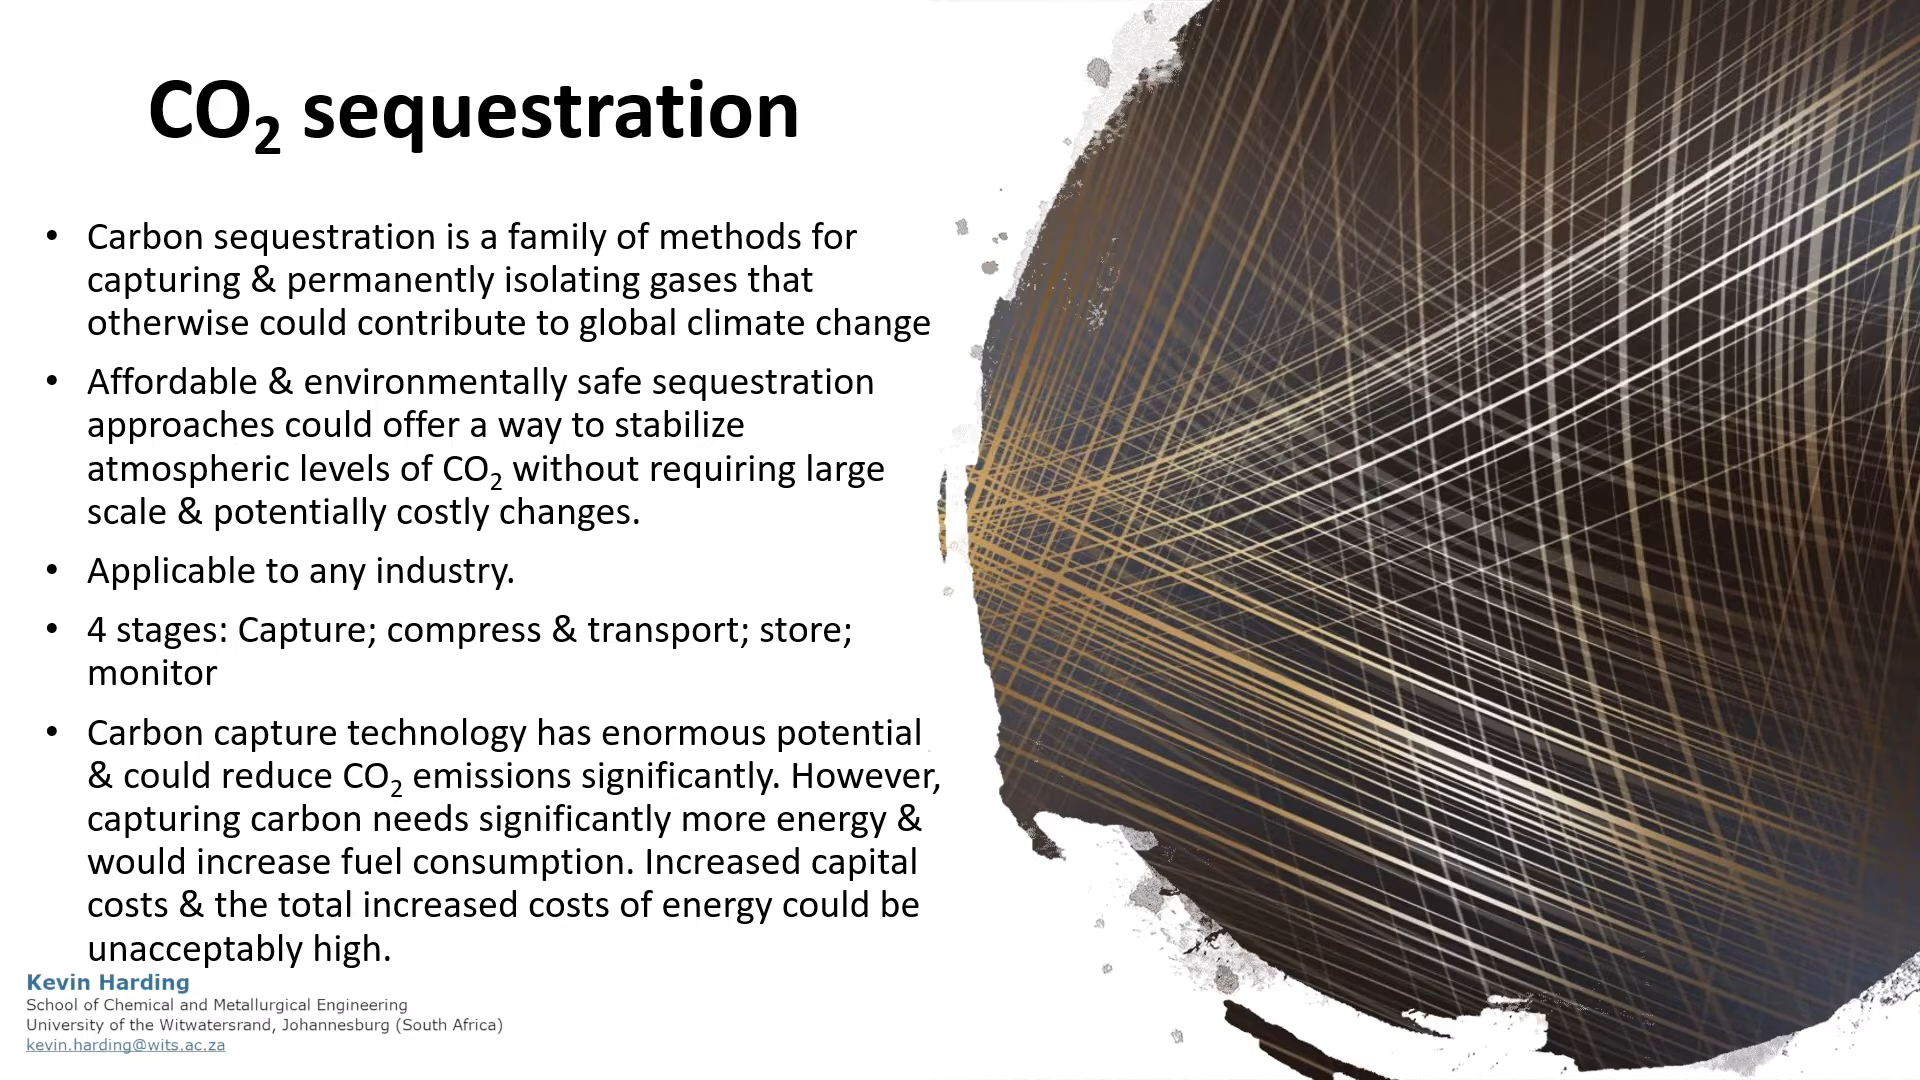 CO₂ sequestration
• Carbon sequestration is a family of methods for
capturing & permanently isolating gases that
otherwise could contribute to global climate change
• Affordable & environmentally safe sequestration
approaches could offer a way to stabilize
atmospheric levels of CO₂ without requiring large
scale & potentially costly changes.
• Applicable to any industry.
• 4 stages: Capture; compress & transport; store;
monitor
• Carbon capture technology has enormous potential
& could reduce CO₂ emissions significantly. However,
capturing carbon needs significantly more energy &
would increase fuel consumption. Increased capital
costs & the total increased costs of energy could be
unacceptably high.
Kevin Harding
School of Chemical and Metallurgical Engineering
University of the Witwatersrand, Johannesburg (South Africa)
kevin.harding@wits.ac.za